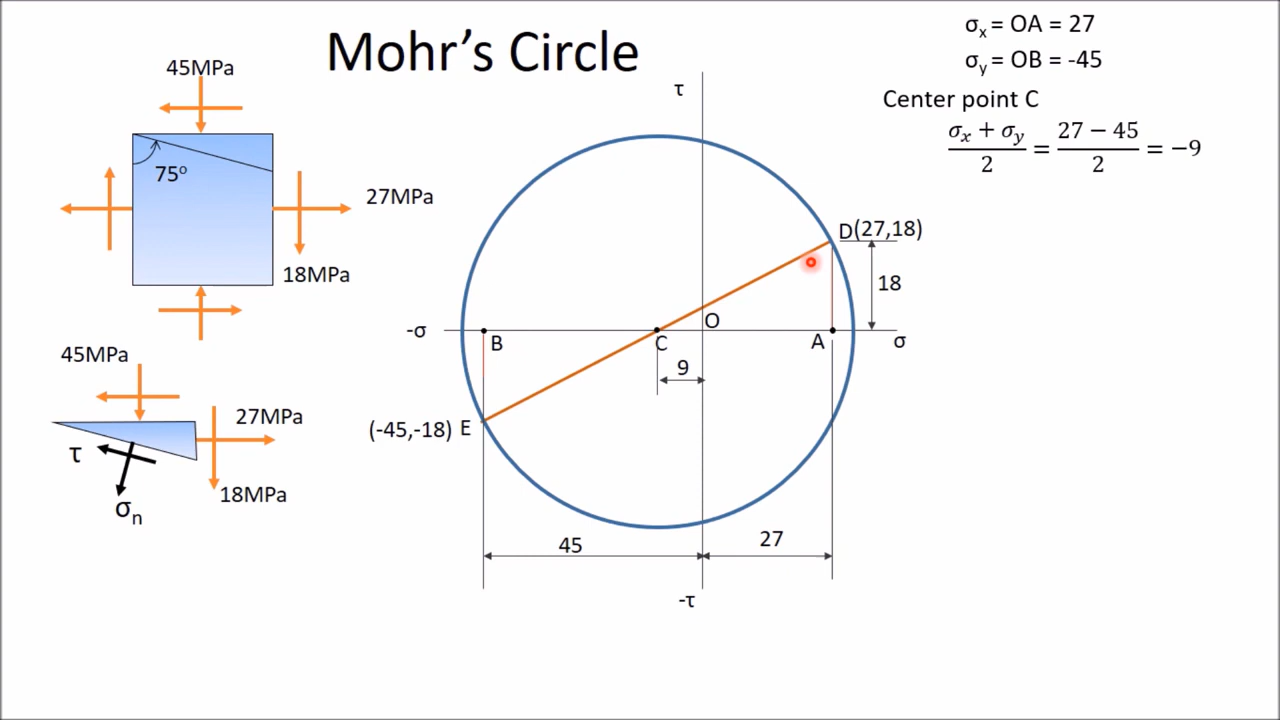 Mohr's Circle
σx = OA = 27
σy = OB = -45
Center point C
σx + σy / 2 = 27 − 45 / 2 = −9
45MPa
75º
27MPa
18MPa
τ
D(27,18)
18
-σ
B
C
O
A
σ
9
(-45,-18) E
45
27
-τ
45MPa
27MPa
τ
18MPa
σn